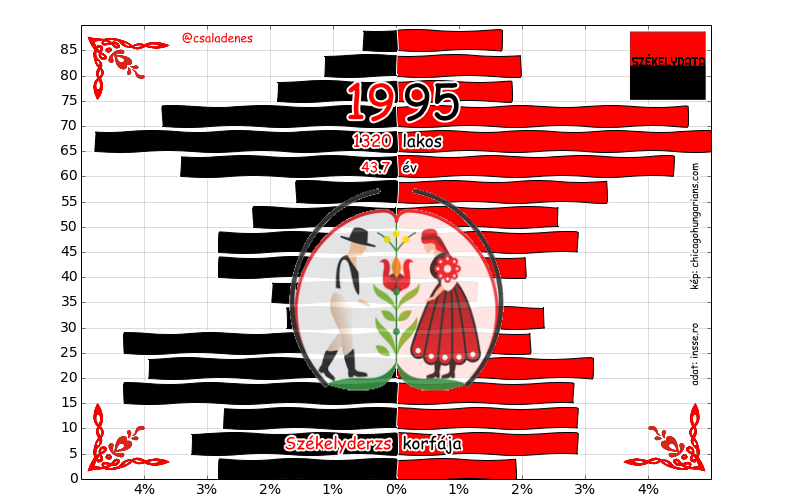 @csaladenes
SZÉKELYDATA
1995
1320 lakos
43.7 év
kép: chicagohungarians.com
adat: insse.ro
Székelyderzs korfája
85
80
75
70
65
60
55
50
45
40
35
30
25
20
15
10
5
0
4% 3% 2% 1% 0% 1% 2% 3% 4%